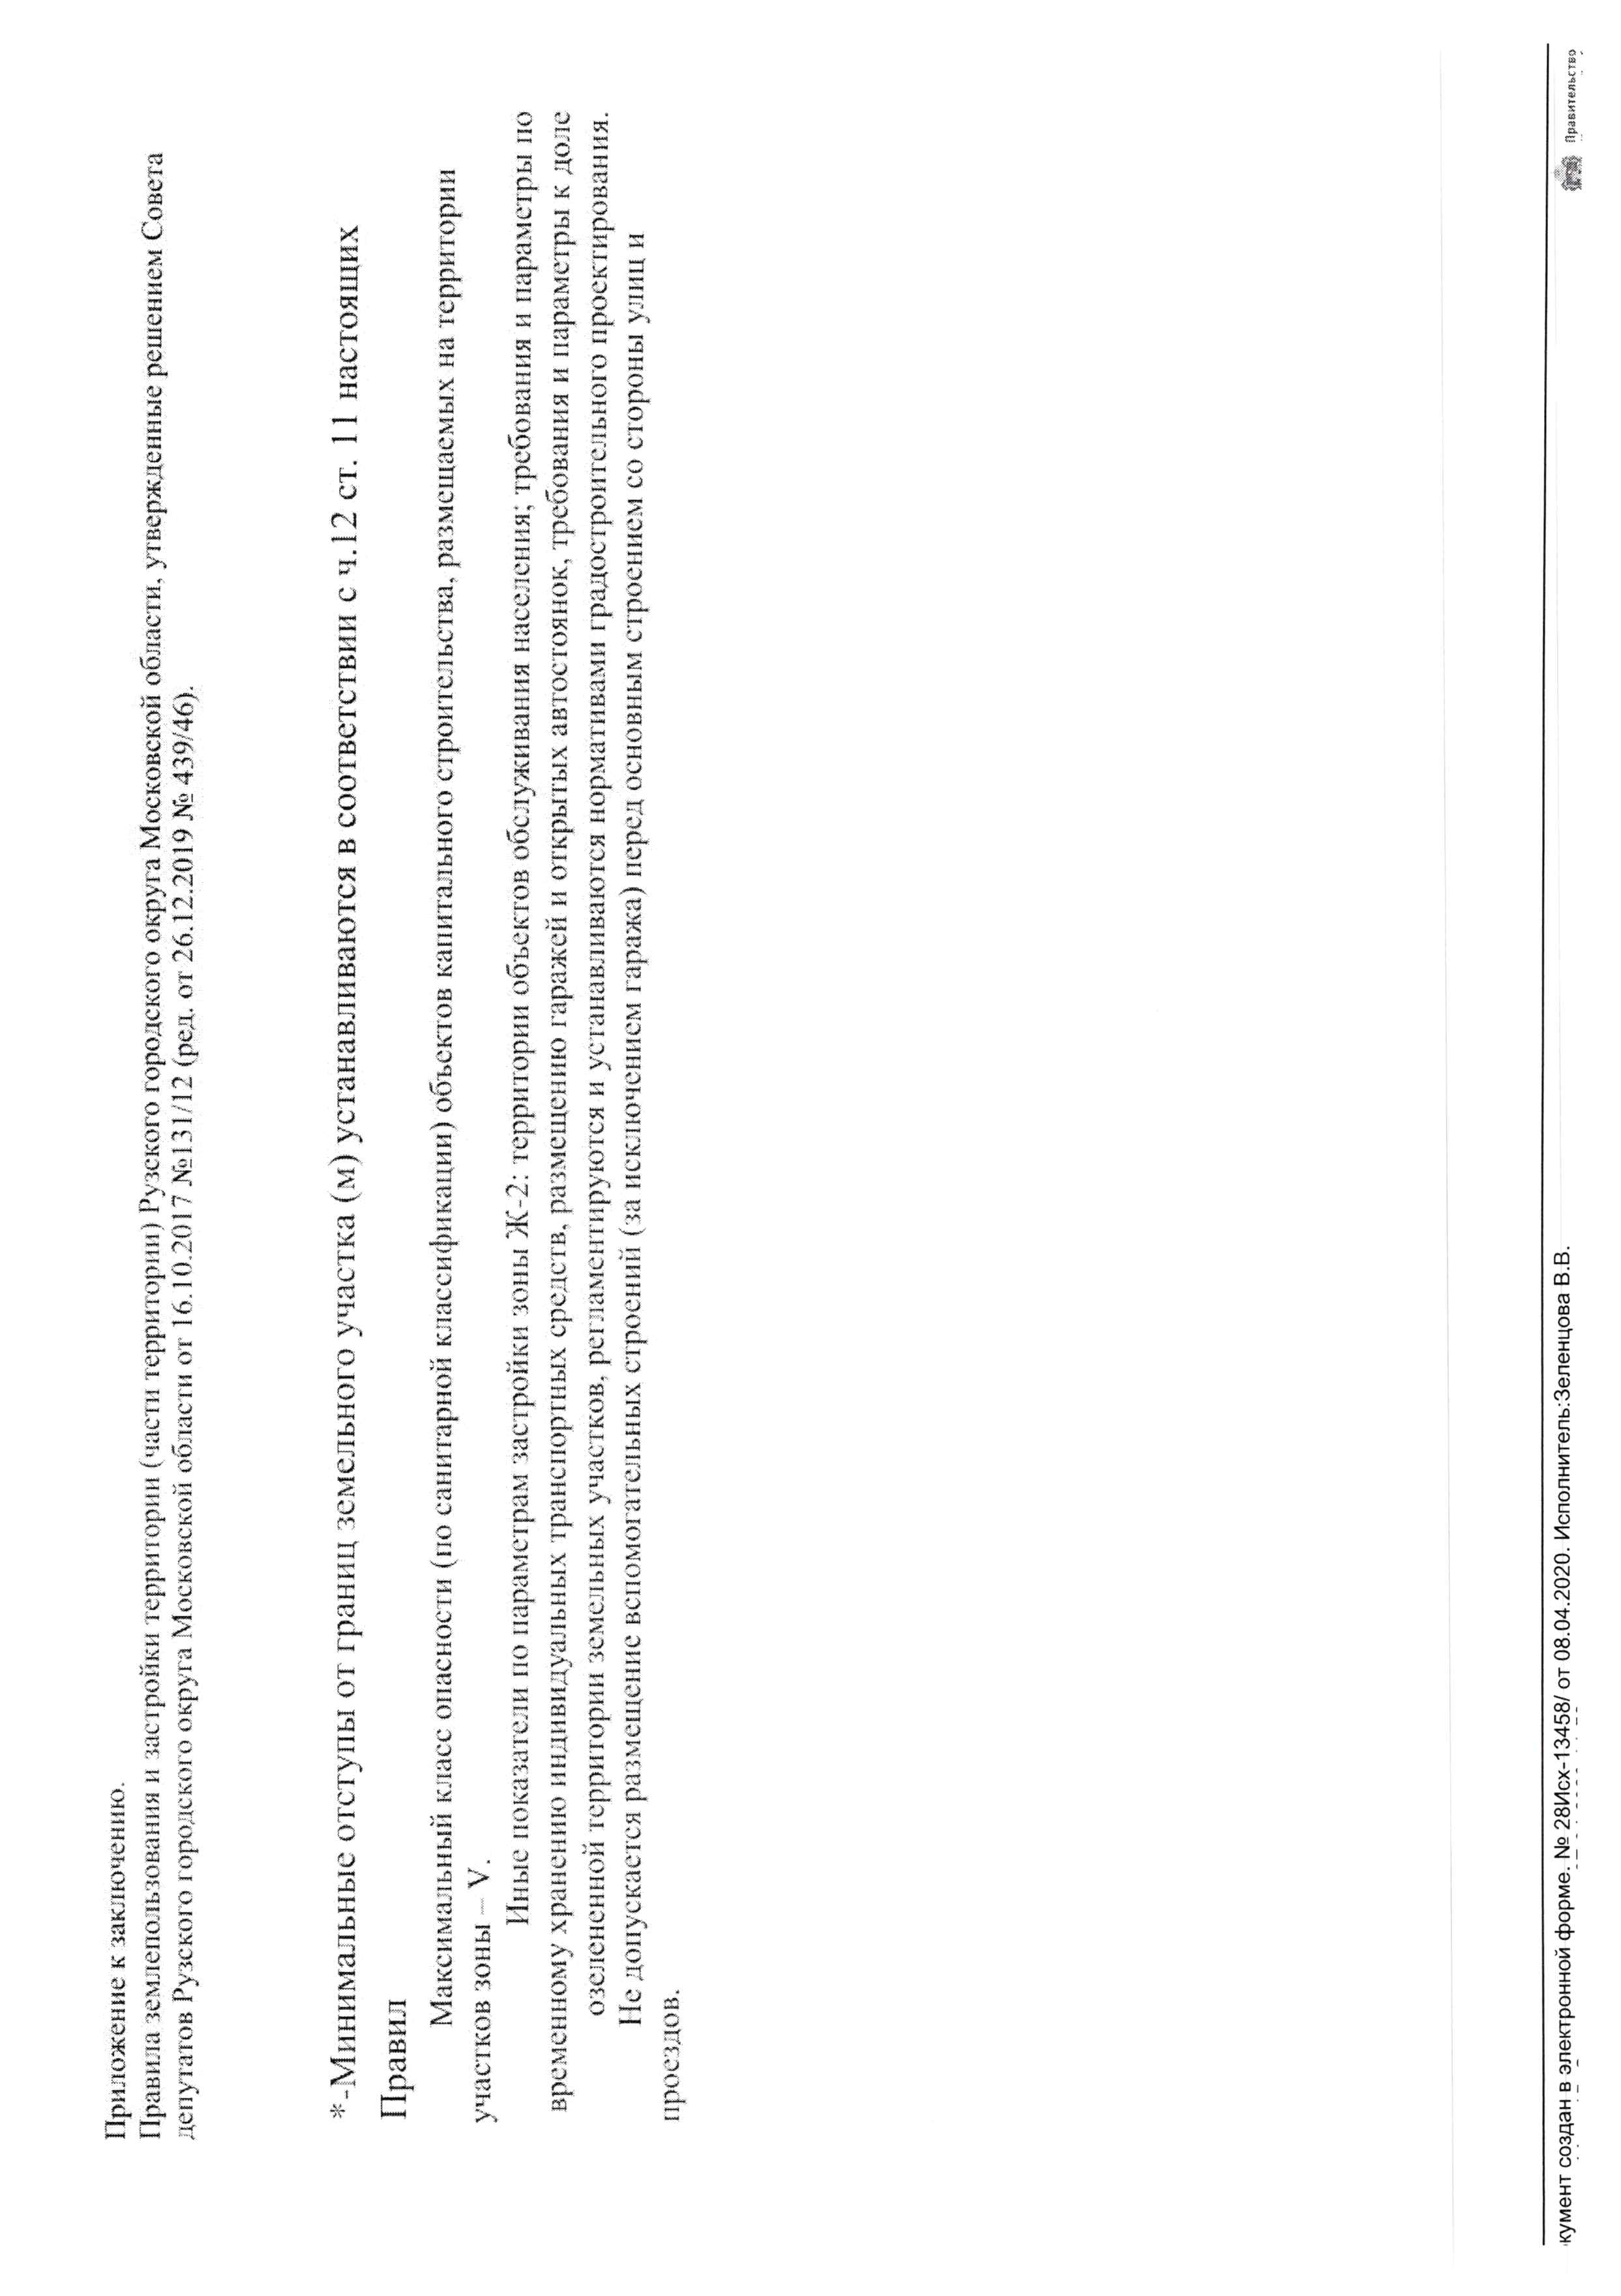 Приложение к заключению.
Правила землепользования и застройки территории (части территории) Рузского городского округа Московской области, утвержденные решением Совета
депутатов Рузского городского округа Московской области от 16.10.2017 №131/12 (ред. от 26.12.2019 № 439/46).
*-Минимальные отступы от границ земельного участка (м) устанавливаются в соответствии с ч.12 ст. 11 настоящих
Правил
Максимальный класс опасности (по санитарной классификации) объектов капитального строительства, размещаемых на территории
участков зоны – V.
Иные показатели по параметрам застройки зоны Ж-2: территории объектов обслуживания населения; требования и параметры по
временному хранению индивидуальных транспортных средств, размещению гаражей и открытых автостоянок, требования и параметры к доле
озелененной территории земельных участков, регламентируются и устанавливаются нормативами градостроительного проектирования.
Не допускается размещение вспомогательных строений (за исключением гаража) перед основным строением со стороны улиц и
проездов.
кумент создан в электронной форме. № 28Исх-13458/ от 08.04.2020. Исполнитель:Зеленцова В.В.
Правительство